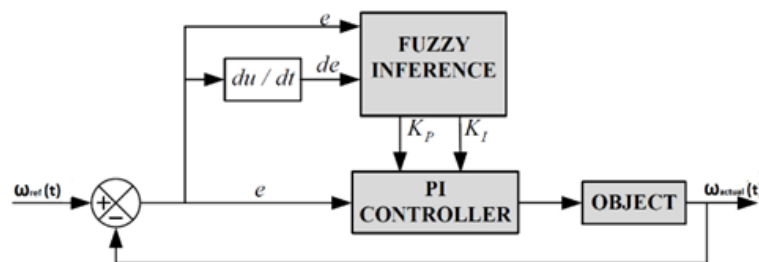 e
FUZZY
INFERENCE
du / dt
de
K_P
K_I
ω_ref(t)
+
−
e
PI
CONTROLLER
OBJECT
ω_actual(t)